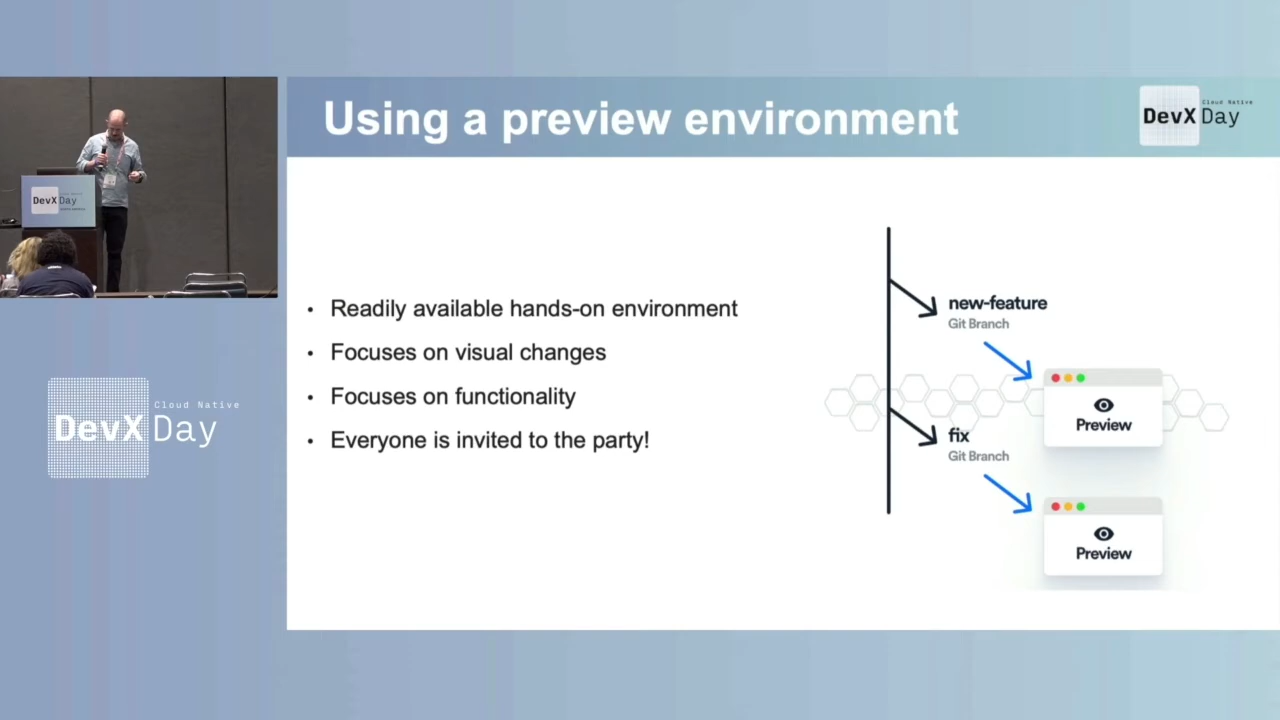 Using a preview environment
Cloud Native
DevX Day
DevX Day
Readily available hands-on environment
Focuses on visual changes
Focuses on functionality
Everyone is invited to the party!
new-feature
Git Branch
Preview
fix
Git Branch
Preview
Cloud Native
DevX Day